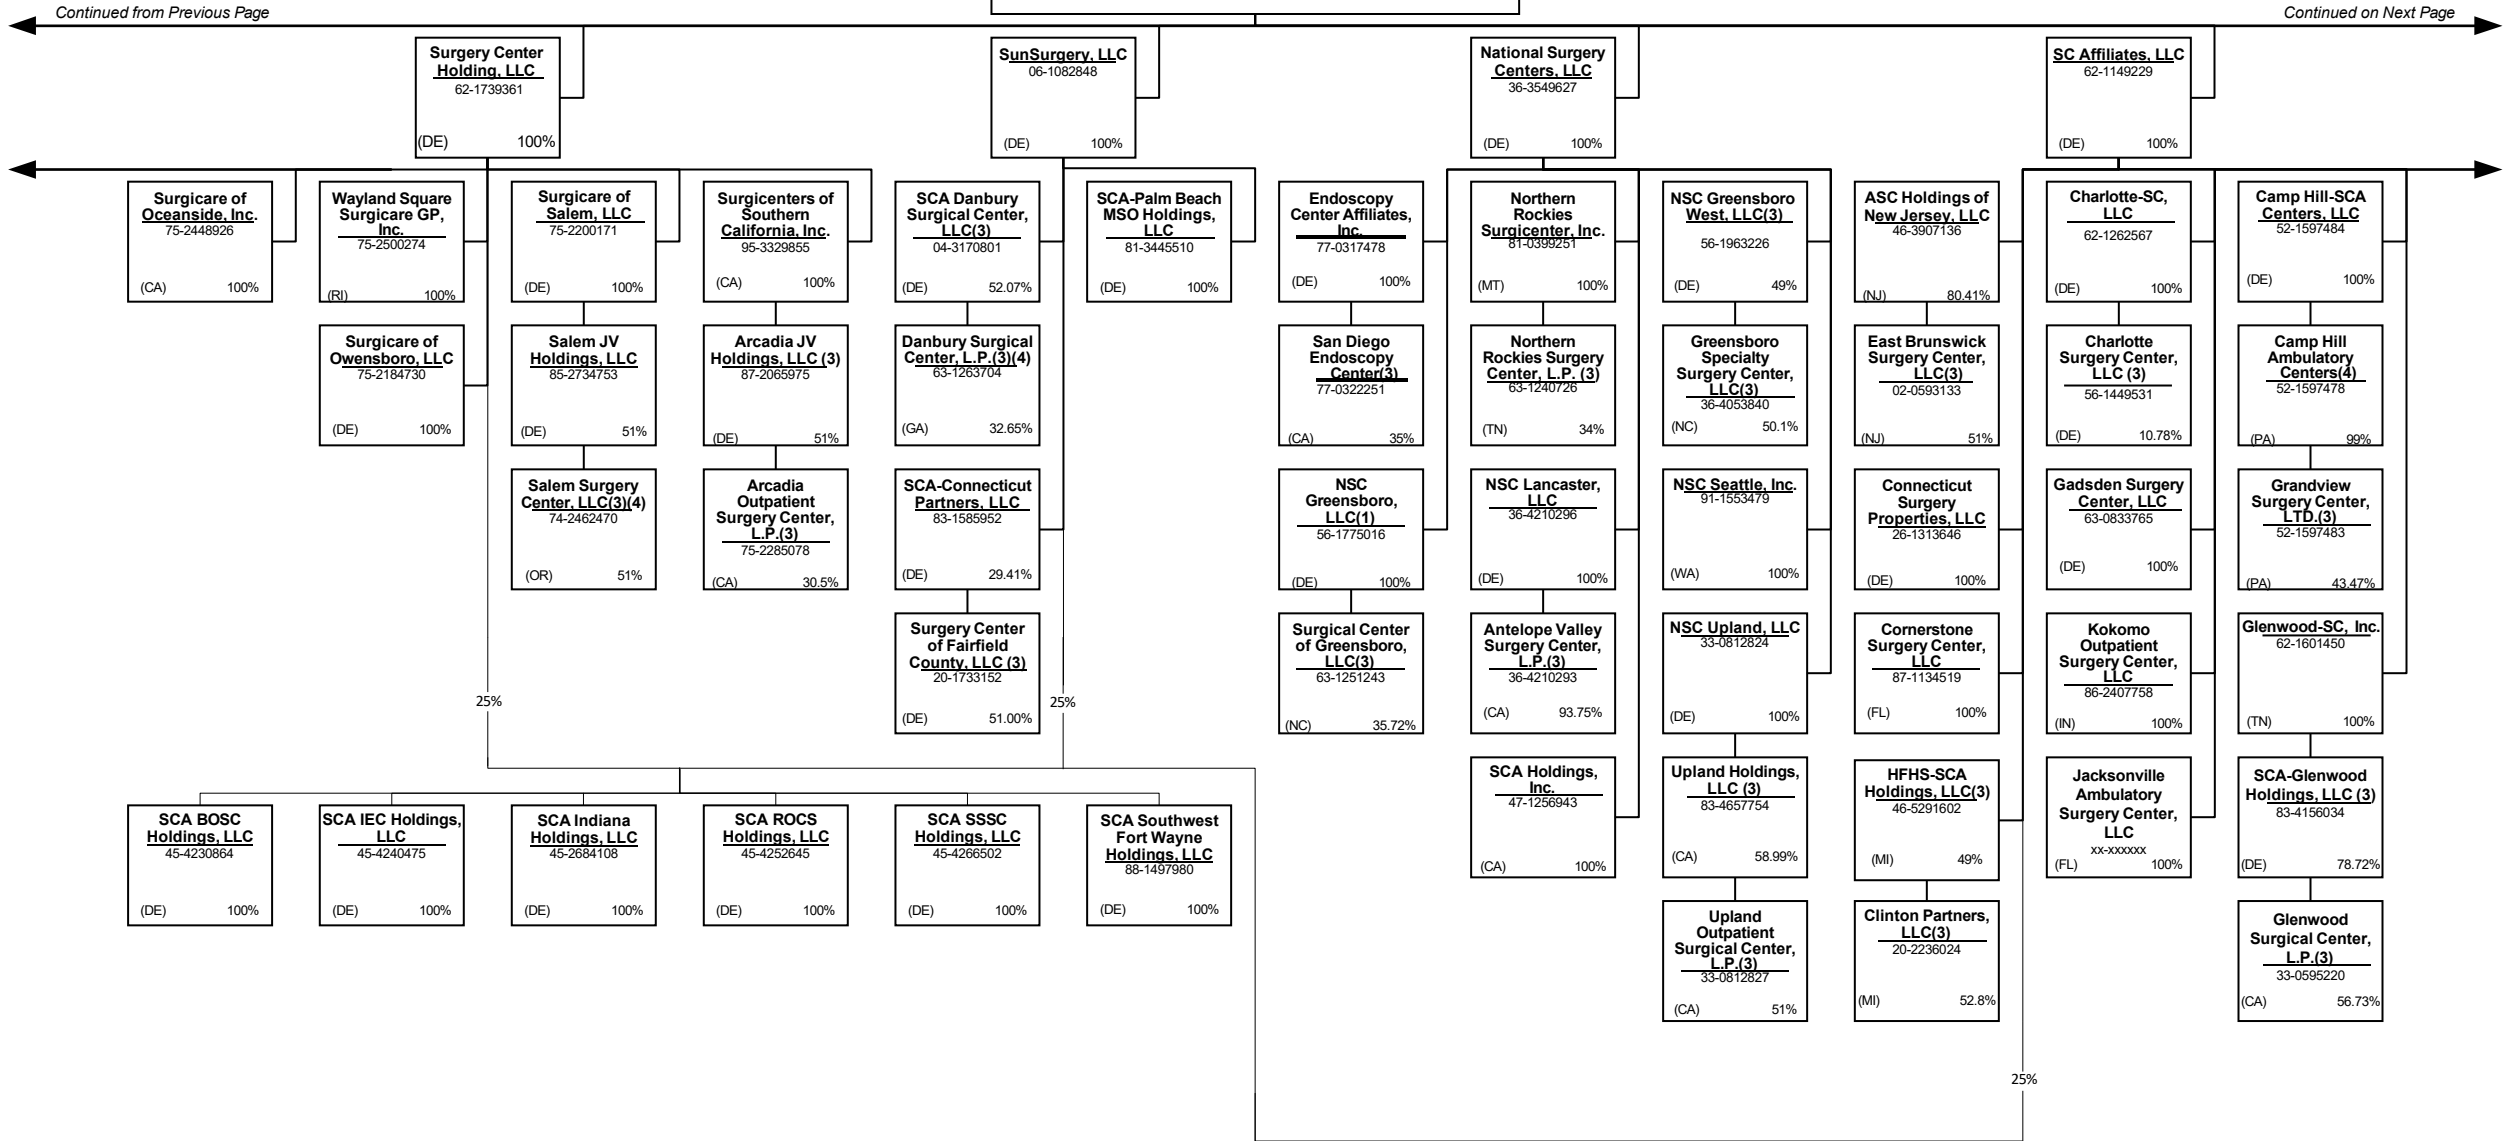 Continued from Previous Page
Continued on Next Page
Surgery Center
Holding, LLC
62-1739361
(DE) 100%
SunSurgery, LLC
06-1082848
(DE) 100%
National Surgery
Centers, LLC
36-3549627
(DE) 100%
SC Affiliates, LLC
62-1149229
(DE) 100%
Surgicare of
Oceanside, Inc.
75-2448926
(CA) 100%
Wayland Square
Surgicare GP,
Inc.
75-2500274
(RI) 100%
Surgicare of
Salem, LLC
75-2200171
(DE) 100%
Surgicenters of
Southern
California, Inc.
95-3329855
(CA) 100%
SCA Danbury
Surgical Center,
LLC(3)
04-3170801
(DE) 52.07%
SCA-Palm Beach
MSO Holdings,
LLC
81-3445510
(DE) 100%
Endoscopy
Center Affiliates,
Inc.
77-0317478
(DE) 100%
Northern
Rockies
Surgicenter, Inc.
81-0399251
(MT) 100%
NSC Greensboro
West, LLC(3)
56-1963226
(DE) 49%
ASC Holdings of
New Jersey, LLC
46-3907136
(NJ) 80.41%
Charlotte-SC,
LLC
62-1262567
(DE) 100%
Camp Hill-SCA
Centers, LLC
52-1597484
(DE) 100%
Surgicare of
Owensboro, LLC
75-2184730
(DE) 100%
Salem JV
Holdings, LLC
85-2734753
(DE) 51%
Arcadia JV
Holdings, LLC (3)
87-2065975
(DE) 51%
Danbury Surgical
Center, L.P.(3)(4)
63-1263704
(GA) 32.65%
San Diego
Endoscopy
Center(3)
77-0322251
(CA) 35%
Northern
Rockies Surgery
Center, L.P. (3)
63-1240726
(TN) 34%
Greensboro
Specialty
Surgery Center,
LLC(3)
36-4053840
(NC) 50.1%
East Brunswick
Surgery Center,
LLC(3)
02-0593133
(NJ) 51%
Charlotte
Surgery Center,
LLC (3)
56-1449531
(DE) 10.78%
Camp Hill
Ambulatory
Centers(4)
52-1597478
(PA) 99%
Salem Surgery
Center, LLC(3)(4)
74-2462470
(OR) 51%
Arcadia
Outpatient
Surgery Center,
L.P.(3)
75-2285078
(CA) 30.5%
SCA-Connecticut
Partners, LLC
83-1585952
(DE) 29.41%
NSC
Greensboro,
LLC(1)
56-1775016
(DE) 100%
NSC Lancaster,
LLC
36-4210296
(DE) 100%
NSC Seattle, Inc.
91-1553479
(WA) 100%
Connecticut
Surgery
Properties, LLC
26-1313646
(DE) 100%
Gadsden Surgery
Center, LLC
63-0833765
(DE) 100%
Grandview
Surgery Center,
LTD.(3)
52-1597483
(PA) 43.47%
Surgery Center
of Fairfield
County, LLC (3)
20-1733152
(DE) 51.00%
Surgical Center
of Greensboro,
LLC(3)
63-1251243
(NC) 35.72%
Antelope Valley
Surgery Center,
L.P.(3)
36-4210293
(CA) 93.75%
NSC Upland, LLC
33-0812824
(DE) 100%
Cornerstone
Surgery Center,
LLC
87-1134519
(FL) 100%
Kokomo
Outpatient
Surgery Center,
LLC
86-2407758
(IN) 100%
Glenwood-SC, Inc.
62-1601450
(TN) 100%
25%
25%
SCA Holdings,
Inc.
47-1256943
(CA) 100%
Upland Holdings,
LLC (3)
83-4657754
(CA) 58.99%
HFHS-SCA
Holdings, LLC(3)
46-5291602
(MI) 49%
Jacksonville
Ambulatory
Surgery Center,
LLC
xx-xxxxxx
(FL) 100%
SCA-Glenwood
Holdings, LLC (3)
83-4156034
(DE) 78.72%
SCA BOSC
Holdings, LLC
45-4230864
(DE) 100%
SCA IEC Holdings,
LLC
45-4240475
(DE) 100%
SCA Indiana
Holdings, LLC
45-2684108
(DE) 100%
SCA ROCS
Holdings, LLC
45-4252645
(DE) 100%
SCA SSSC
Holdings, LLC
45-4266502
(DE) 100%
SCA Southwest
Fort Wayne
Holdings, LLC
88-1497980
(DE) 100%
Upland
Outpatient
Surgical Center,
L.P.(3)
33-0812827
(CA) 51%
Clinton Partners,
LLC(3)
20-2236024
(MI) 52.8%
Glenwood
Surgical Center,
L.P.(3)
33-0595220
(CA) 56.73%
25%